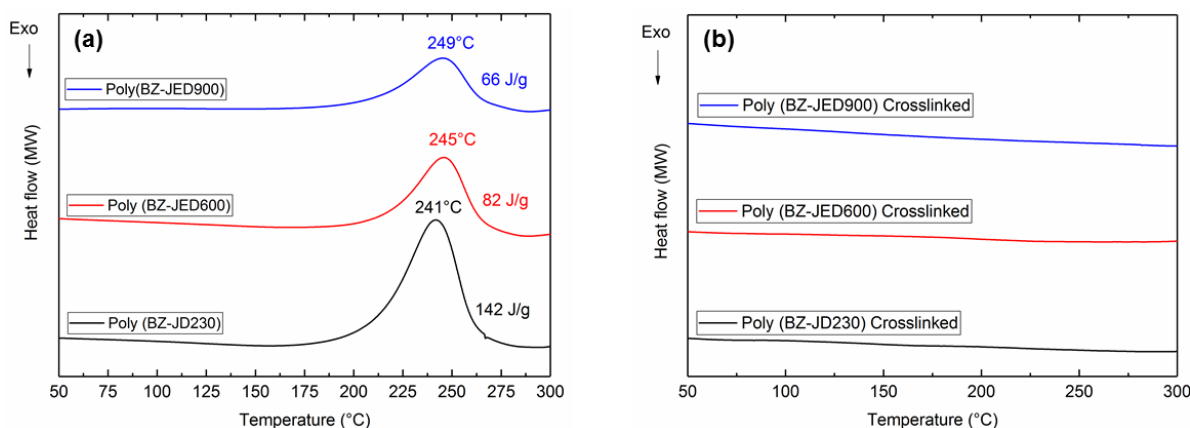 Exo
(a)
249°C
66 J/g
Poly(BZ-JED900)
245°C
82 J/g
Poly (BZ-JED600)
241°C
142 J/g
Poly (BZ-JD230)
Heat flow (MW)
50 75 100 125 150 175 200 225 250 275 300
Temperature (°C)
Exo
(b)
Poly (BZ-JED900) Crosslinked
Poly (BZ-JED600) Crosslinked
Poly (BZ-JD230) Crosslinked
Heat flow (MW)
50 100 150 200 250 300
Temperature (°C)